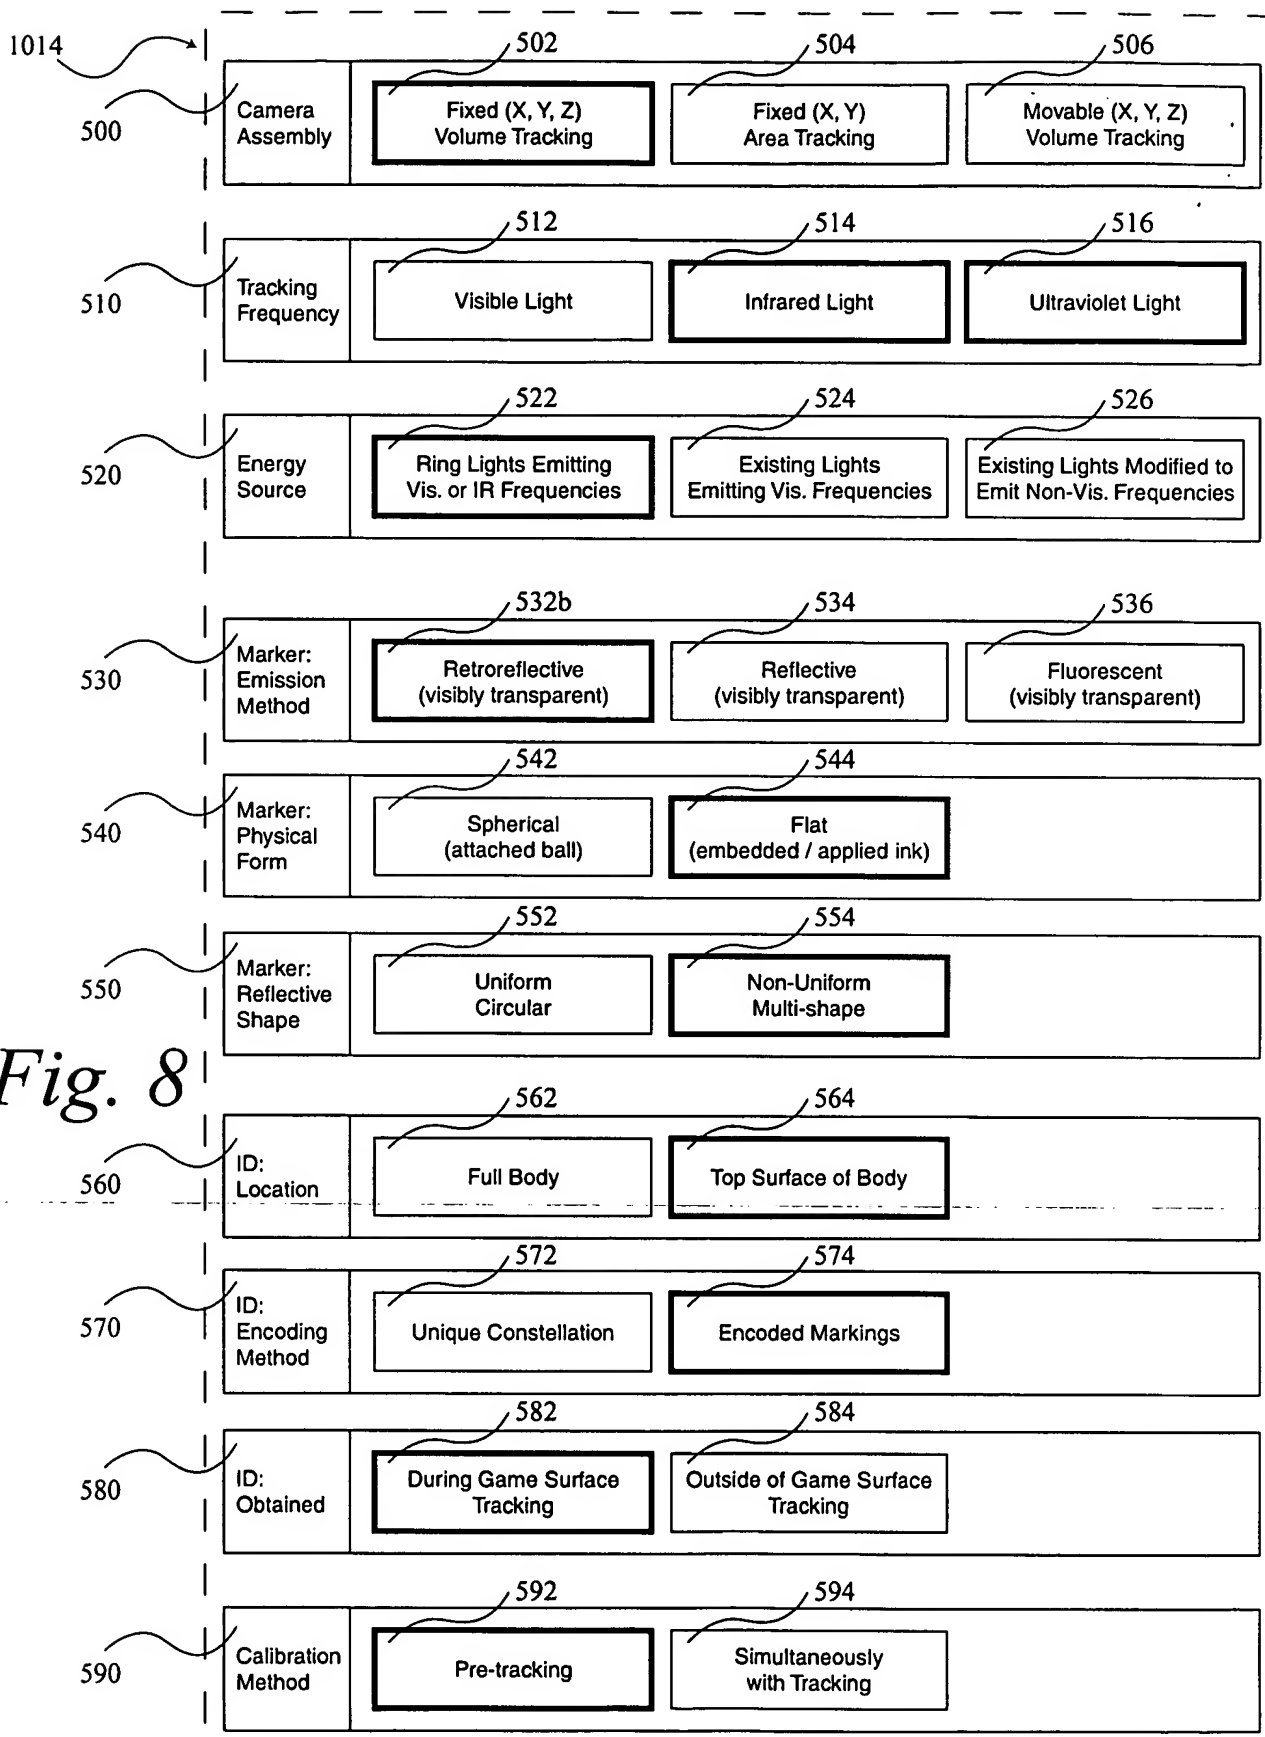 1014
502
504
506
500
Camera
Assembly
Fixed (X, Y, Z)
Volume Tracking
Fixed (X, Y)
Area Tracking
Movable (X, Y, Z)
Volume Tracking
512
514
516
510
Tracking
Frequency
Visible Light
Infrared Light
Ultraviolet Light
522
524
526
520
Energy
Source
Ring Lights Emitting
Vis. or IR Frequencies
Existing Lights
Emitting Vis. Frequencies
Existing Lights Modified to
Emit Non-Vis. Frequencies
532b
534
536
530
Marker:
Emission
Method
Retroreflective
(visibly transparent)
Reflective
(visibly transparent)
Fluorescent
(visibly transparent)
542
544
540
Marker:
Physical
Form
Spherical
(attached ball)
Flat
(embedded / applied ink)
552
554
550
Marker:
Reflective
Shape
Uniform
Circular
Non-Uniform
Multi-shape
Fig. 8
562
564
560
ID:
Location
Full Body
Top Surface of Body
572
574
570
ID:
Encoding
Method
Unique Constellation
Encoded Markings
582
584
580
ID:
Obtained
During Game Surface
Tracking
Outside of Game Surface
Tracking
592
594
590
Calibration
Method
Pre-tracking
Simultaneously
with Tracking